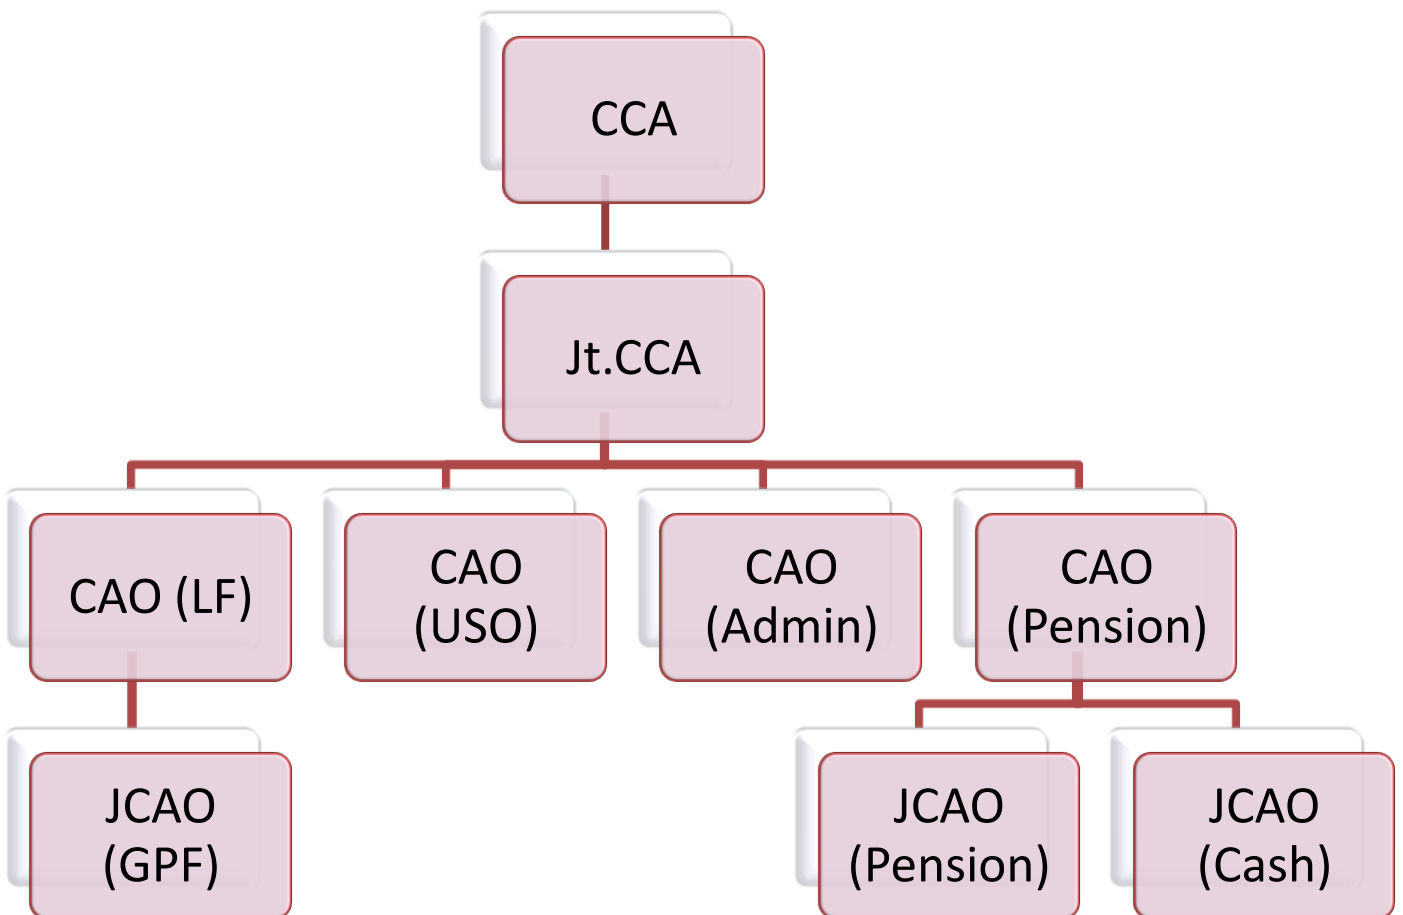 CCA
Jt.CCA
CAO (LF)
CAO
(USO)
CAO
(Admin)
CAO
(Pension)
JCAO
(GPF)
JCAO
(Pension)
JCAO
(Cash)